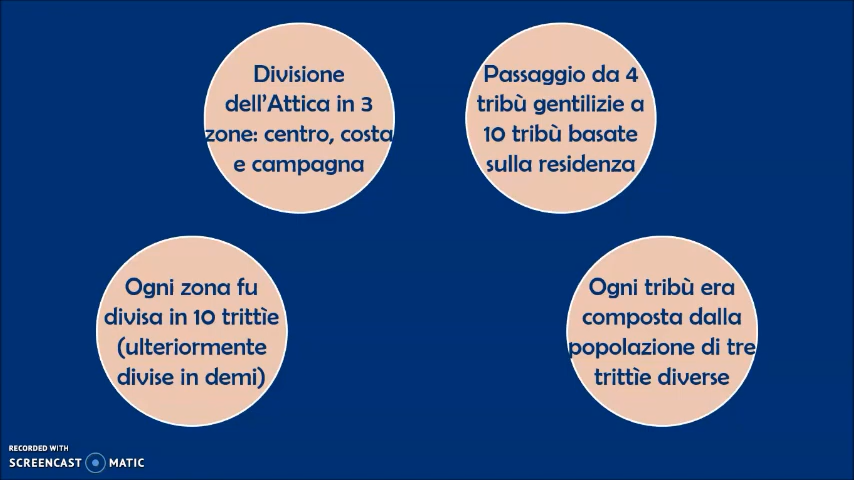 Divisione
dell'Attica in 3
zone: centro, costa
e campagna
Passaggio da 4
tribù gentilizie a
10 tribù basate
sulla residenza
Ogni zona fu
divisa in 10 trittìe
(ulteriormente
divise in demi)
Ogni tribù era
composta dalla
popolazione di tre
trittìe diverse
RECORDED WITH
SCREENCAST MATIC